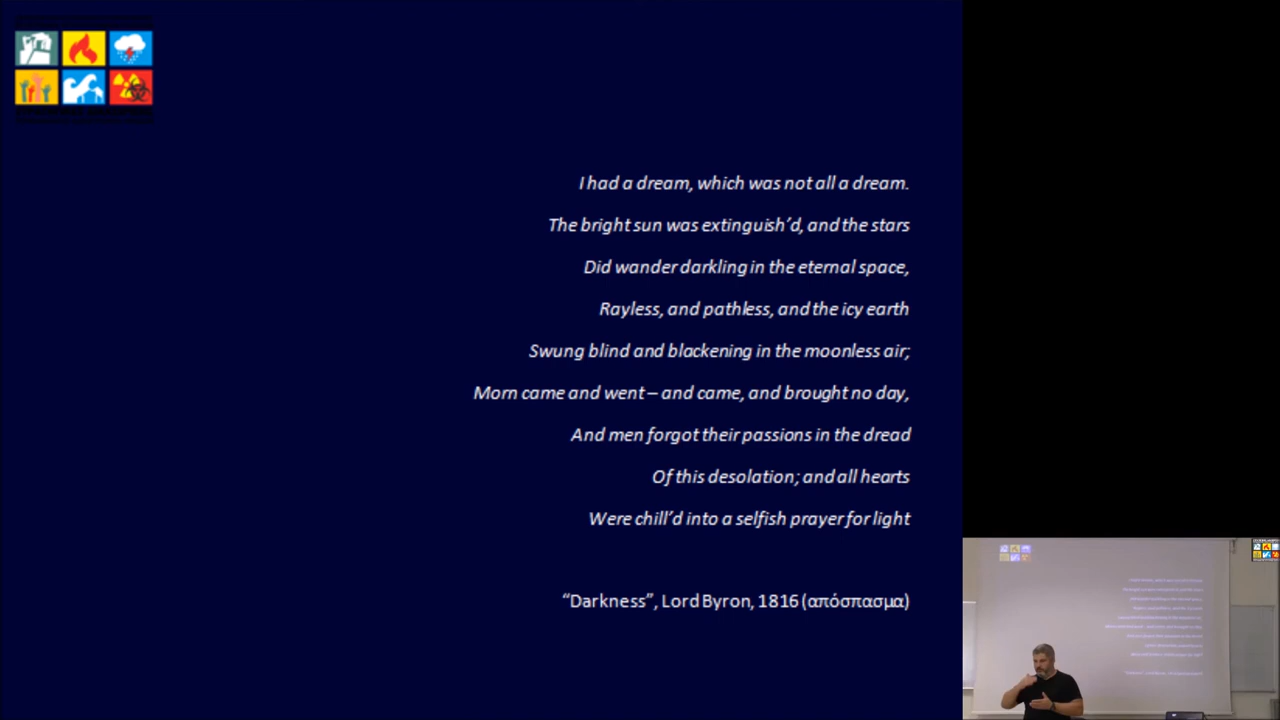 I had a dream, which was not all a dream.
The bright sun was extinguish’d, and the stars
Did wander darkling in the eternal space,
Rayless, and pathless, and the icy earth
Swung blind and blackening in the moonless air;
Morn came and went – and came, and brought no day,
And men forgot their passions in the dread
Of this desolation; and all hearts
Were chill’d into a selfish prayer for light
“Darkness”, Lord Byron, 1816 (απόσπασμα)